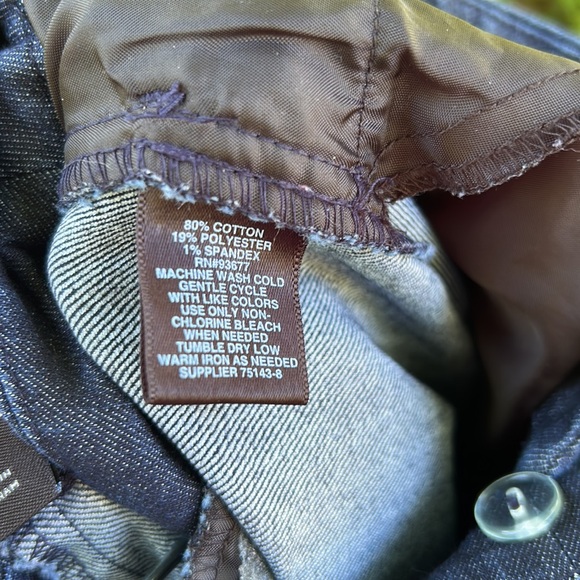 80% COTTON
19% POLYESTER
1% SPANDEX
RN#93677
MACHINE WASH COLD
GENTLE CYCLE
WITH LIKE COLORS
USE ONLY NON-
CHLORINE BLEACH
WHEN NEEDED
TUMBLE DRY LOW
WARM IRON AS NEEDED
SUPPLIER 75143-8